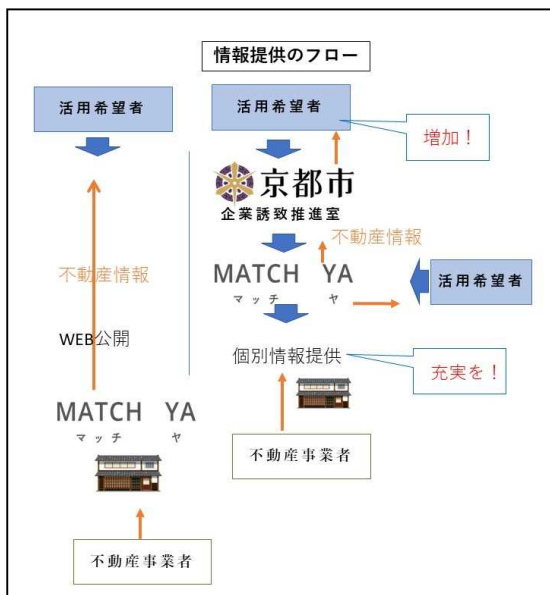 情報提供のフロー
活用希望者
不動産情報
WEB公開
MATCH YA
マッチ ヤ
不動産事業者
活用希望者
増加！
京都市
企業誘致推進室
不動産情報
MATCH YA
マッチ ヤ
活用希望者
個別情報提供
充実を！
不動産事業者